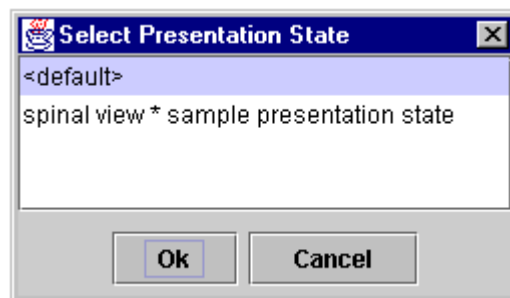 Select Presentation State
<default>
spinal view * sample presentation state
Ok
Cancel